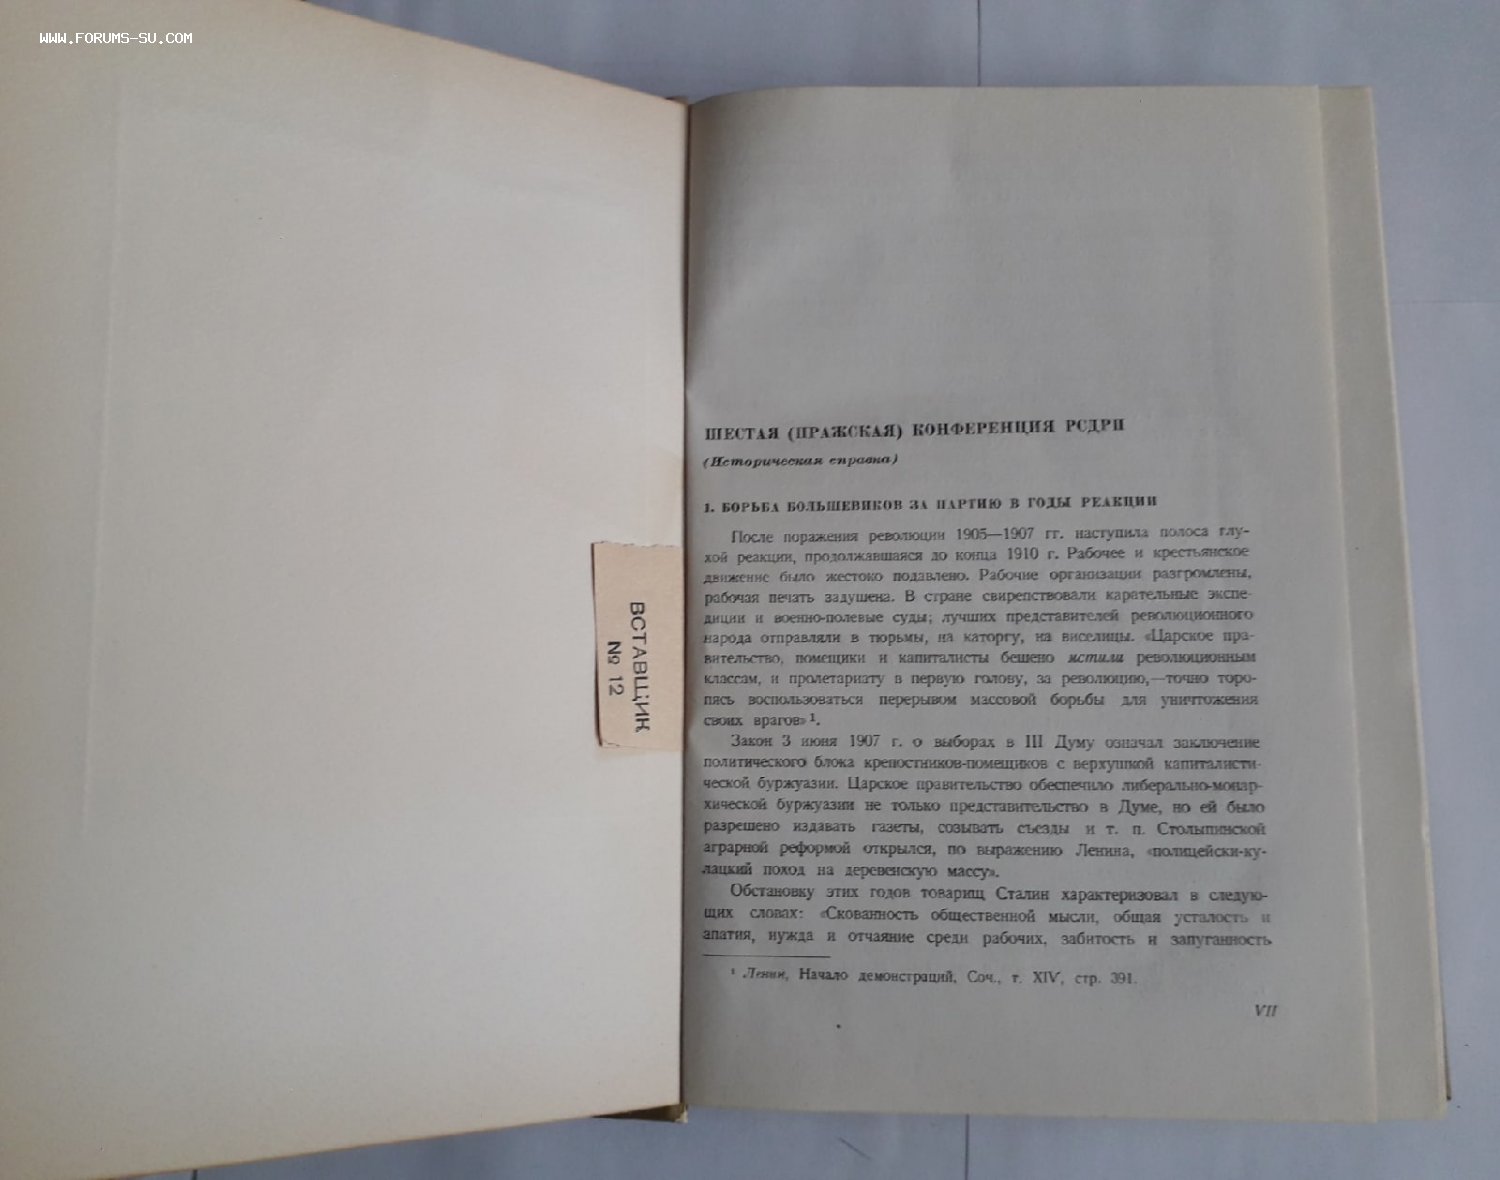 WWW.FORUMS-SU.COM
ВСТАВЩИК
№ 12
ШЕСТАЯ (ПРАЖСКАЯ) КОНФЕРЕНЦИЯ РСДРП
(Историческая справка)
1. БОРЬБА БОЛЬШЕВИКОВ ЗА ПАРТИЮ В ГОДЫ РЕАКЦИИ
После поражения революции 1905—1907 гг. наступила полоса глу-
хой реакции, продолжавшаяся до конца 1910 г. Рабочее и крестьянское
движение было жестоко подавлено. Рабочие организации разгромлены,
рабочая печать задушена. В стране свирепствовали карательные экспе-
диции и военно-полевые суды; лучших представителей революционного
народа отправляли в тюрьмы, на каторгу, на виселицы. «Царское пра-
вительство, помещики и капиталисты бешено мстили революционным
классам, и пролетариату в первую голову, за революцию,—точно торо-
пясь воспользоваться перерывом массовой борьбы для уничтожения
своих врагов» ¹.
Закон 3 июня 1907 г. о выборах в III Думу означал заключение
политического блока крепостников-помещиков с верхушкой капиталисти-
ческой буржуазии. Царское правительство обеспечило либерально-монар-
хической буржуазии не только представительство в Думе, но ей было
разрешено издавать газеты, созывать съезды и т. п. Столыпинской
аграрной реформой открылся, по выражению Ленина, «полицейски-ку-
лацкий поход на деревенскую массу».
Обстановку этих годов товарищ Сталин характеризовал в следую-
щих словах: «Скованность общественной мысли, общая усталость и
апатия, нужда и отчаяние среди рабочих, забитость и запуганность
¹ Ленин, Начало демонстраций, Соч., т. XIV, стр. 391.
VII